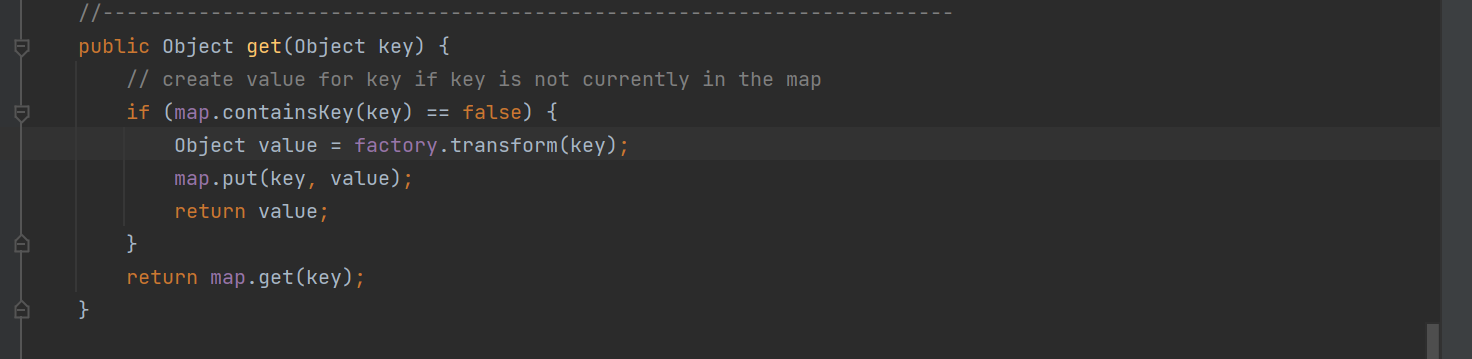 //-----------------------------------------------------------------------
public Object get(Object key) {
// create value for key if key is not currently in the map
if (map.containsKey(key) == false) {
Object value = factory.transform(key);
map.put(key, value);
return value;
}
return map.get(key);
}